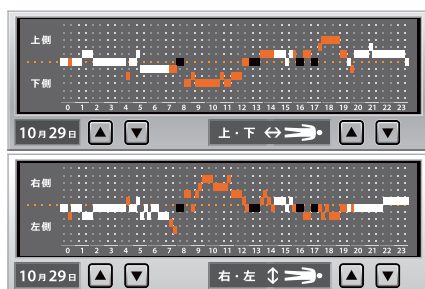 上側
下側
0 1 2 3 4 5 6 7 8 9 10 11 12 13 14 15 16 17 18 19 20 21 22 23
10月29日 ▲ ▼ 上・下 ▲ ▼
右側
左側
0 1 2 3 4 5 6 7 8 9 10 11 12 13 14 15 16 17 18 19 20 21 22 23
10月29日 ▲ ▼ 右・左 ▲ ▼